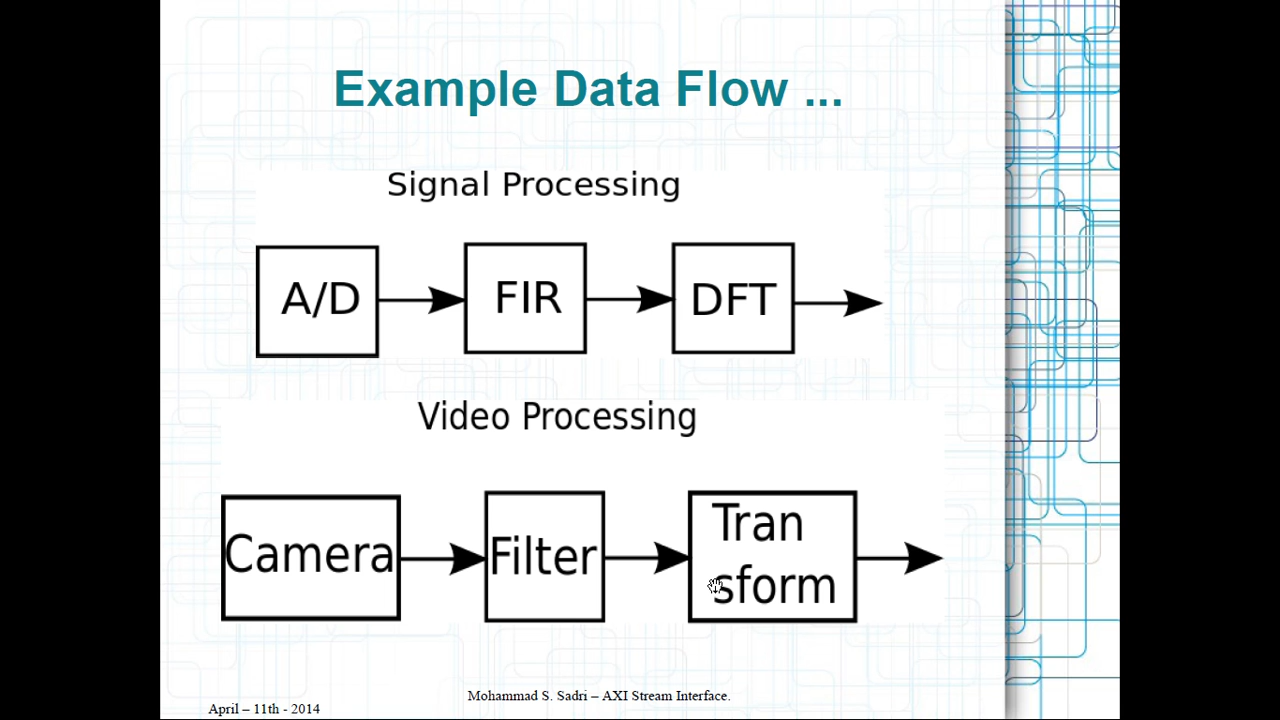 Example Data Flow ...
Signal Processing
A/D
FIR
DFT
Video Processing
Camera
Filter
Tran
sform
Mohammad S. Sadri – AXI Stream Interface.
April – 11th - 2014